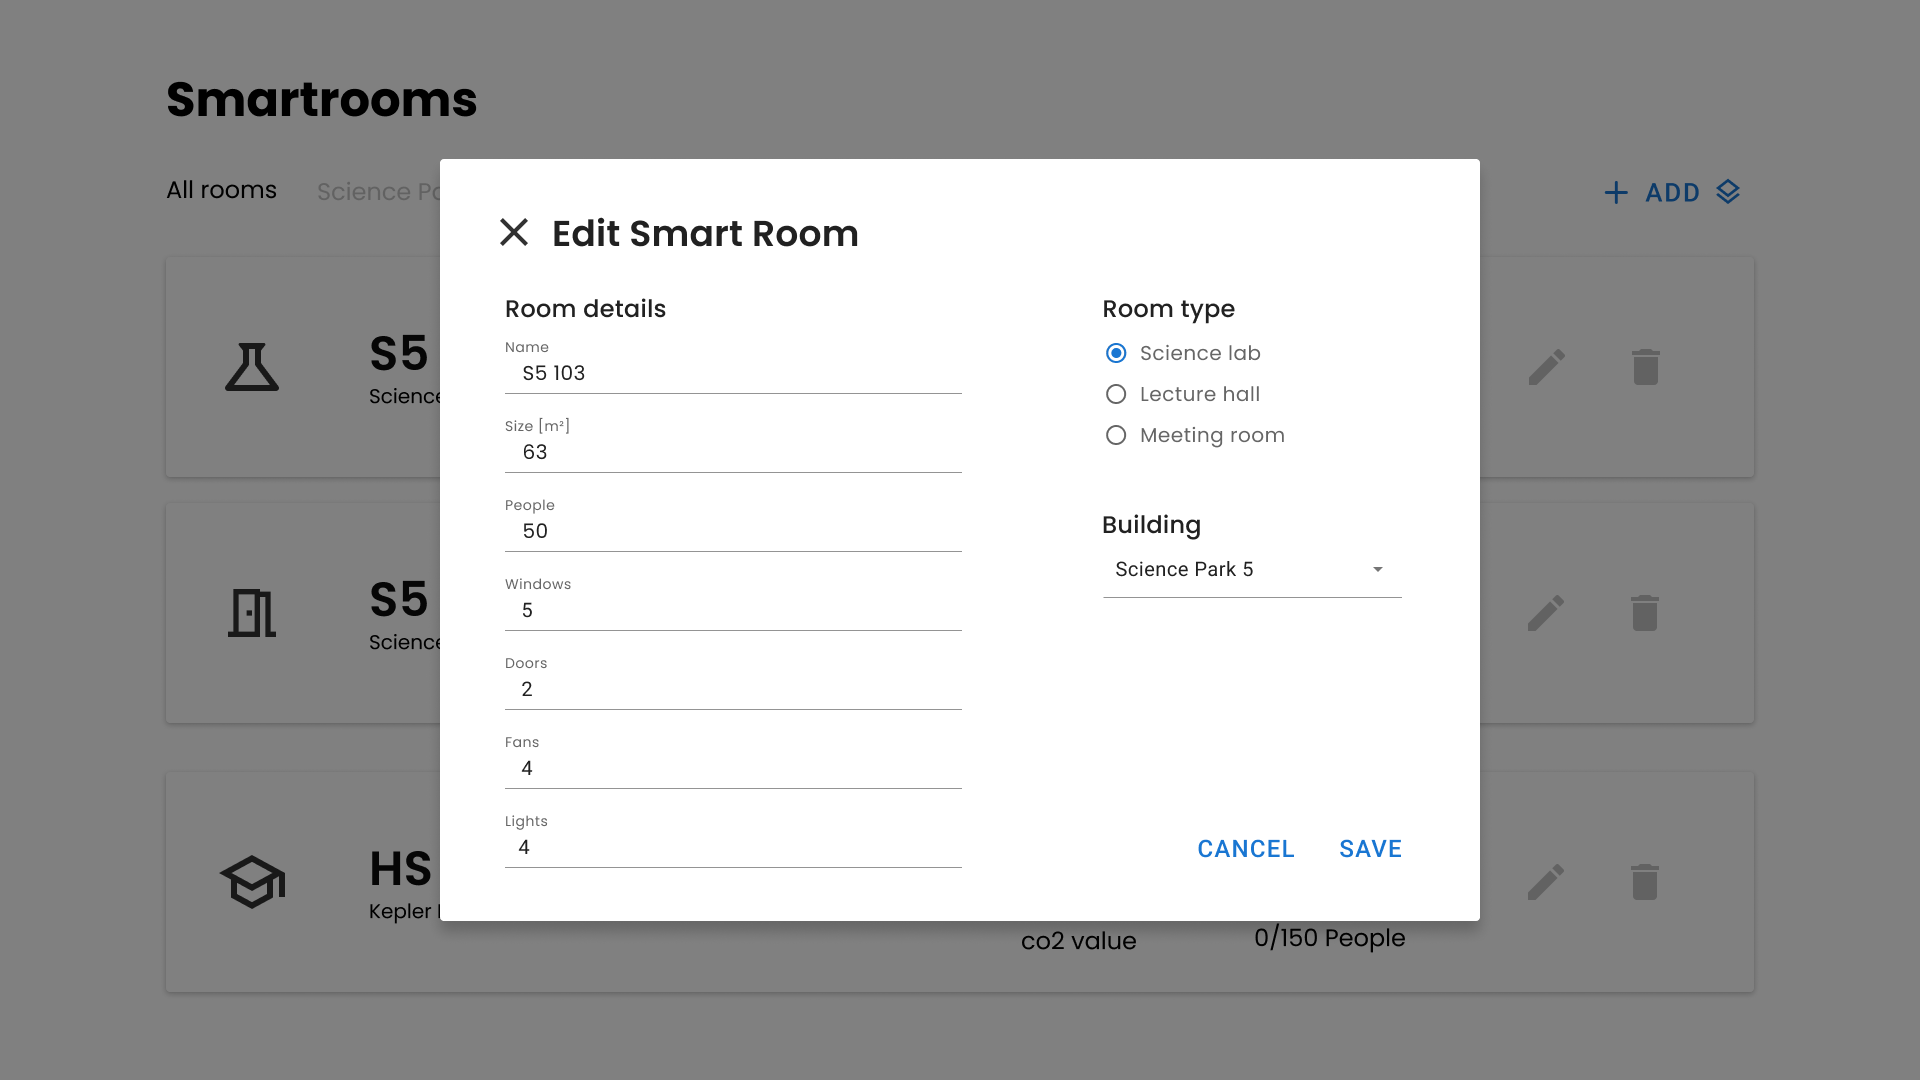 Smartrooms
All rooms
Science
ADD
Edit Smart Room
Room details
Name
S5 103
Size [m²]
63
People
50
Windows
5
Doors
2
Fans
4
Lights
4
Room type
Science lab
Lecture hall
Meeting room
Building
Science Park 5
CANCEL
SAVE
S5
Science
S5
Science
HS
Kepler
co2 value
0/150 People